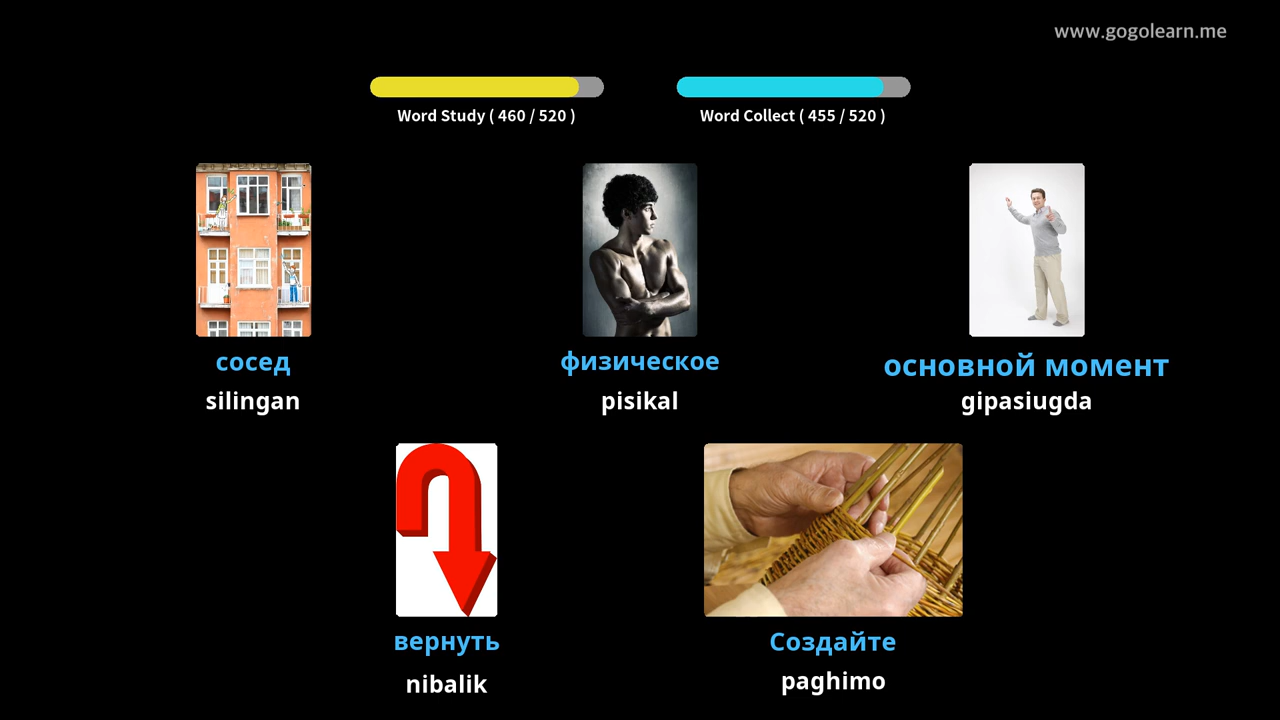 www.gogolearn.me
Word Study ( 460 / 520 )
Word Collect ( 455 / 520 )
сосед
silingan
физическое
pisikal
основной момент
gipasiugda
вернуть
nibalik
Создайте
paghimo